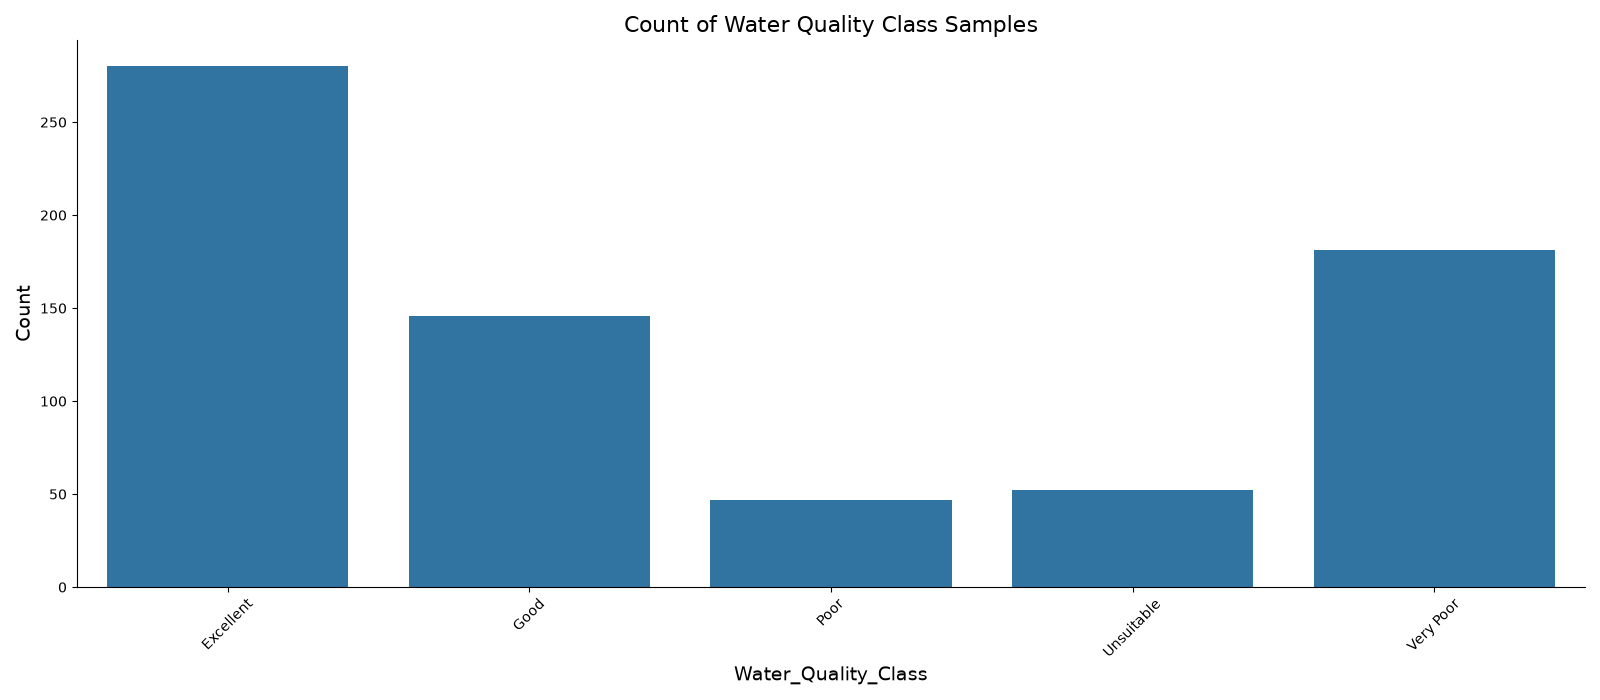 Count of Water Quality Class Samples
Count
250
200
150
100
50
0
Excellent
Good
Poor
Unsuitable
Very Poor
Water_Quality_Class